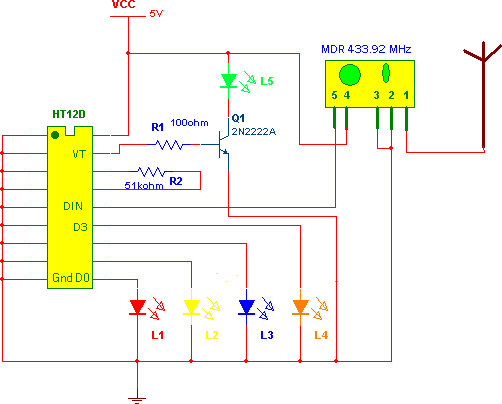 VCC
5V
MDR 433.92 MHz
L5
5 4 3 2 1
HT12D
Q1
100ohm
2N2222A
R1
VT
R2
51kohm
DIN
D3
Gnd D0
L1 L2 L3 L4